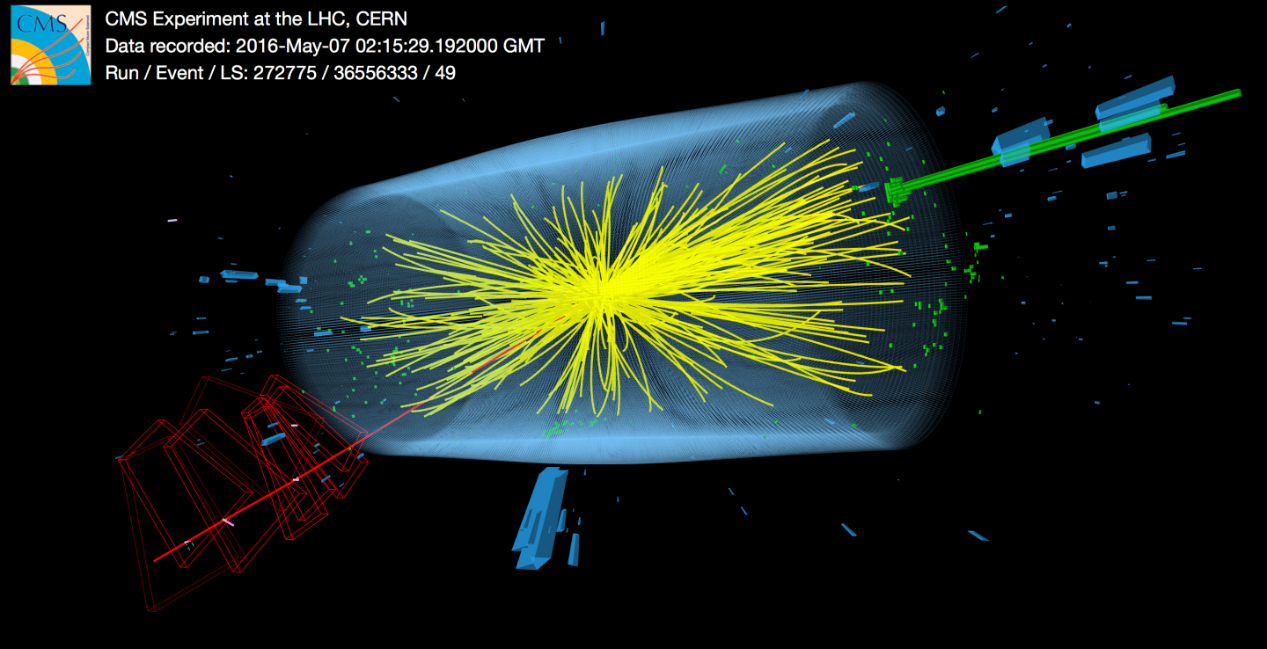 CMS
CMS Experiment at the LHC, CERN
Data recorded: 2016-May-07 02:15:29.192000 GMT
Run / Event / LS: 272775 / 36556333 / 49